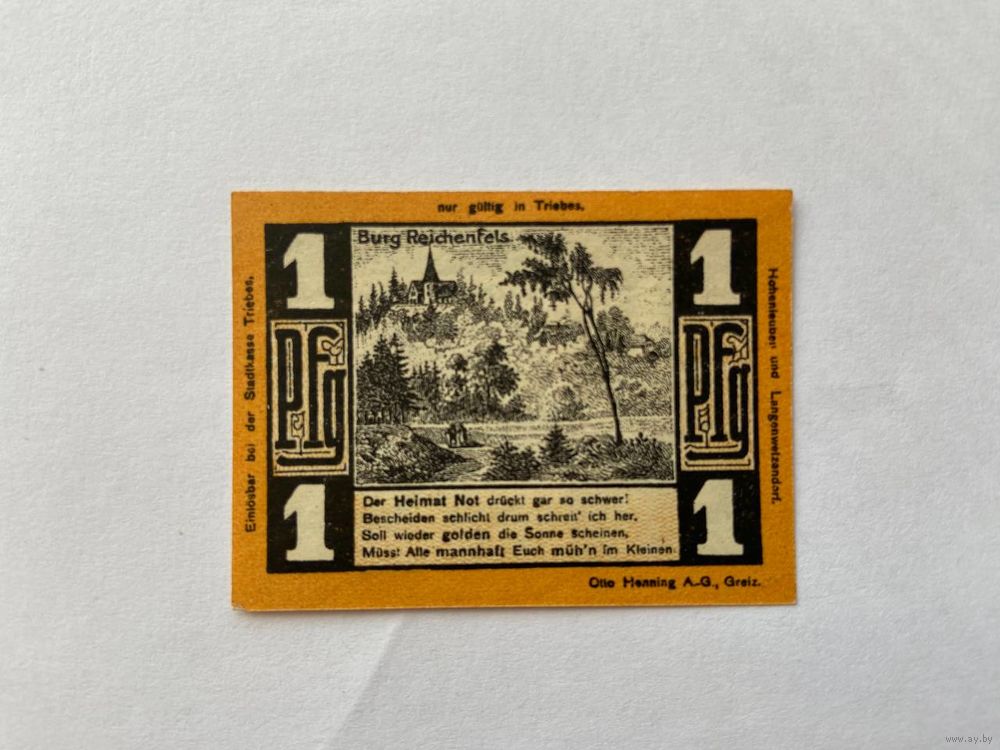 nur gültig in Triebes.
Einlösbar bei der Stadtkasse Triebes.
Hohenleuben und Langenwetzendorf.
1
1
Burg Reichenfels.
Pfg
Pfg
1
1
Der Heimat Not drückt gar so schwer!
Bescheiden schlicht drum schreit' ich her.
Soll wieder golden die Sonne scheinen,
Müsst Alle mannhaft Euch müh'n im Kleinen
Otto Henning A.-G., Greiz.
www.ay.by